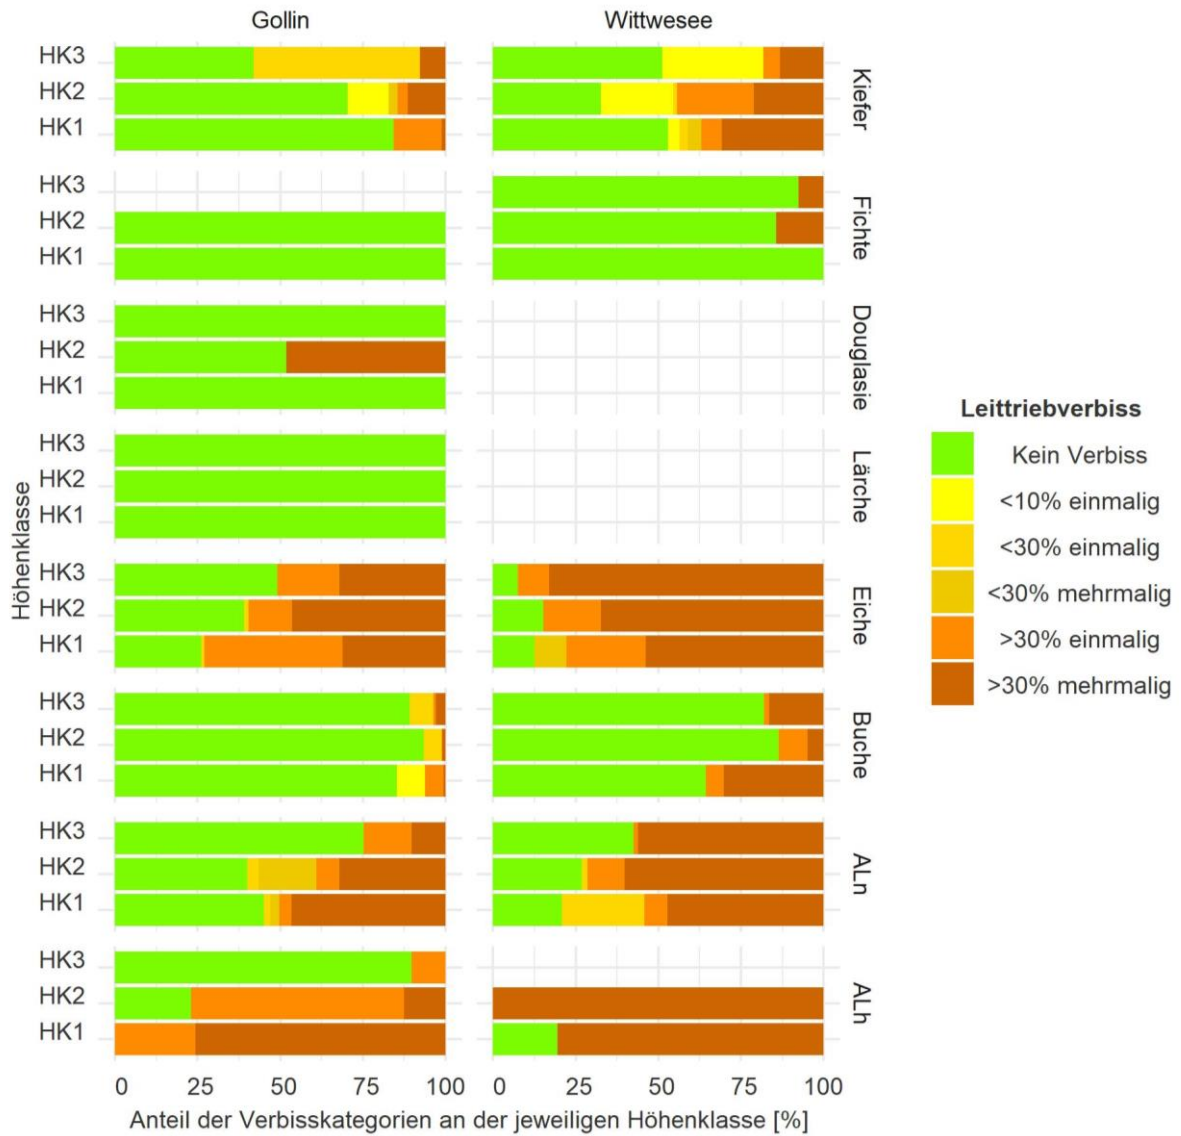 Gollin Wittwesee
HK3
HK2
HK1
Kiefer
HK3
HK2
HK1
Fichte
HK3
HK2
HK1
Douglasie
HK3
HK2
HK1
Lärche
HK3
HK2
HK1
Eiche
HK3
HK2
HK1
Buche
HK3
HK2
HK1
ALn
HK3
HK2
HK1
ALh
Höhenklasse
0 25 50 75 100 0 25 50 75 100
Anteil der Verbisskategorien an der jeweiligen Höhenklasse [%]
Leittriebverbiss
Kein Verbiss
<10% einmalig
<30% einmalig
<30% mehrmalig
>30% einmalig
>30% mehrmalig